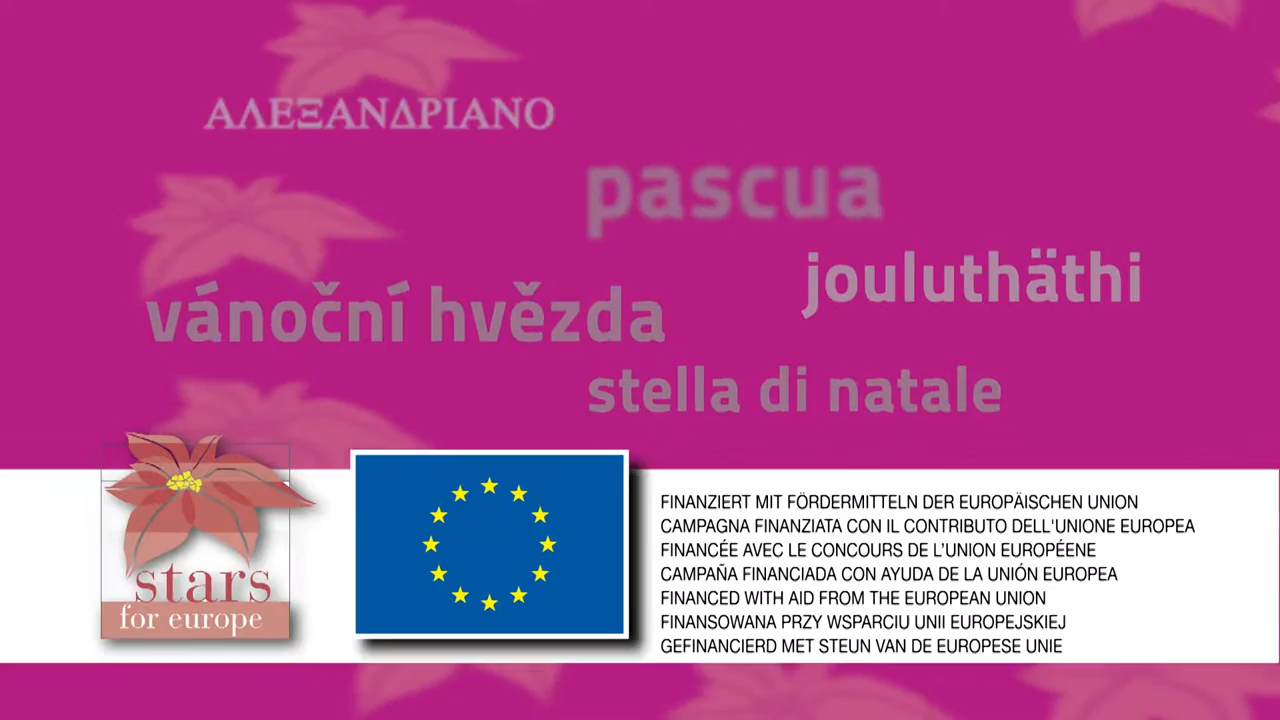 ΑΛΕΞΑΝΔΡΙΑΝΟ
pascua
jouluthäthi
vánoční hvězda
stella di natale
stars
for europe
FINANZIERT MIT FÖRDERMITTELN DER EUROPÄISCHEN UNION
CAMPAGNA FINANZIATA CON IL CONTRIBUTO DELL'UNIONE EUROPEA
FINANCÉE AVEC LE CONCOURS DE L’UNION EUROPÉENE
CAMPAÑA FINANCIADA CON AYUDA DE LA UNIÓN EUROPEA
FINANCED WITH AID FROM THE EUROPEAN UNION
FINANSOWANA PRZY WSPARCIU UNII EUROPEJSKIEJ
GEFINANCIERD MET STEUN VAN DE EUROPESE UNIE